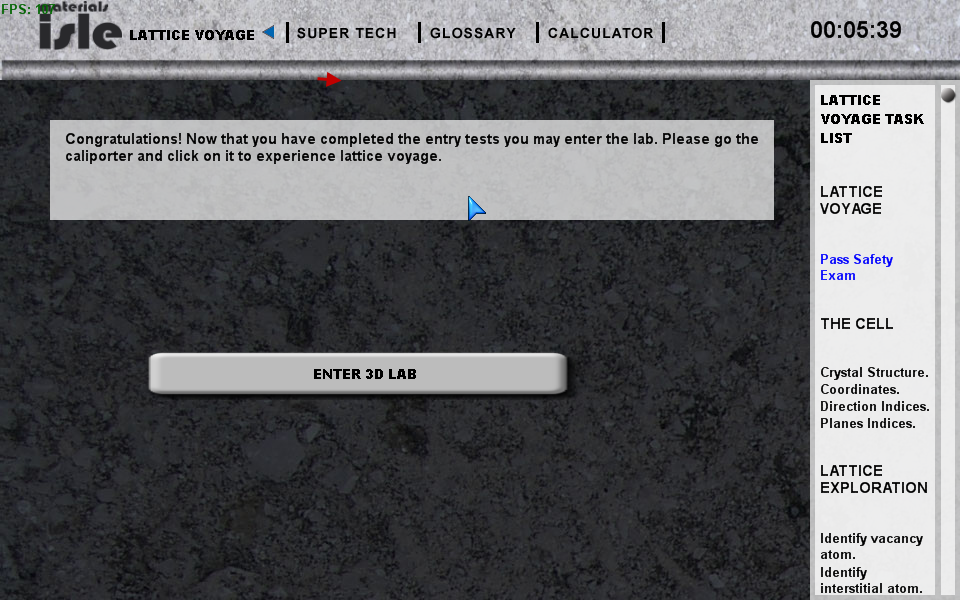 FPS: 107
materials
isle
LATTICE VOYAGE
SUPER TECH
GLOSSARY
CALCULATOR
00:05:39
Congratulations! Now that you have completed the entry tests you may enter the lab. Please go the
caliporter and click on it to experience lattice voyage.
ENTER 3D LAB
LATTICE
VOYAGE TASK
LIST
LATTICE
VOYAGE
Pass Safety
Exam
THE CELL
Crystal Structure.
Coordinates.
Direction Indices.
Planes Indices.
LATTICE
EXPLORATION
Identify vacancy
atom.
Identify
interstitial atom.